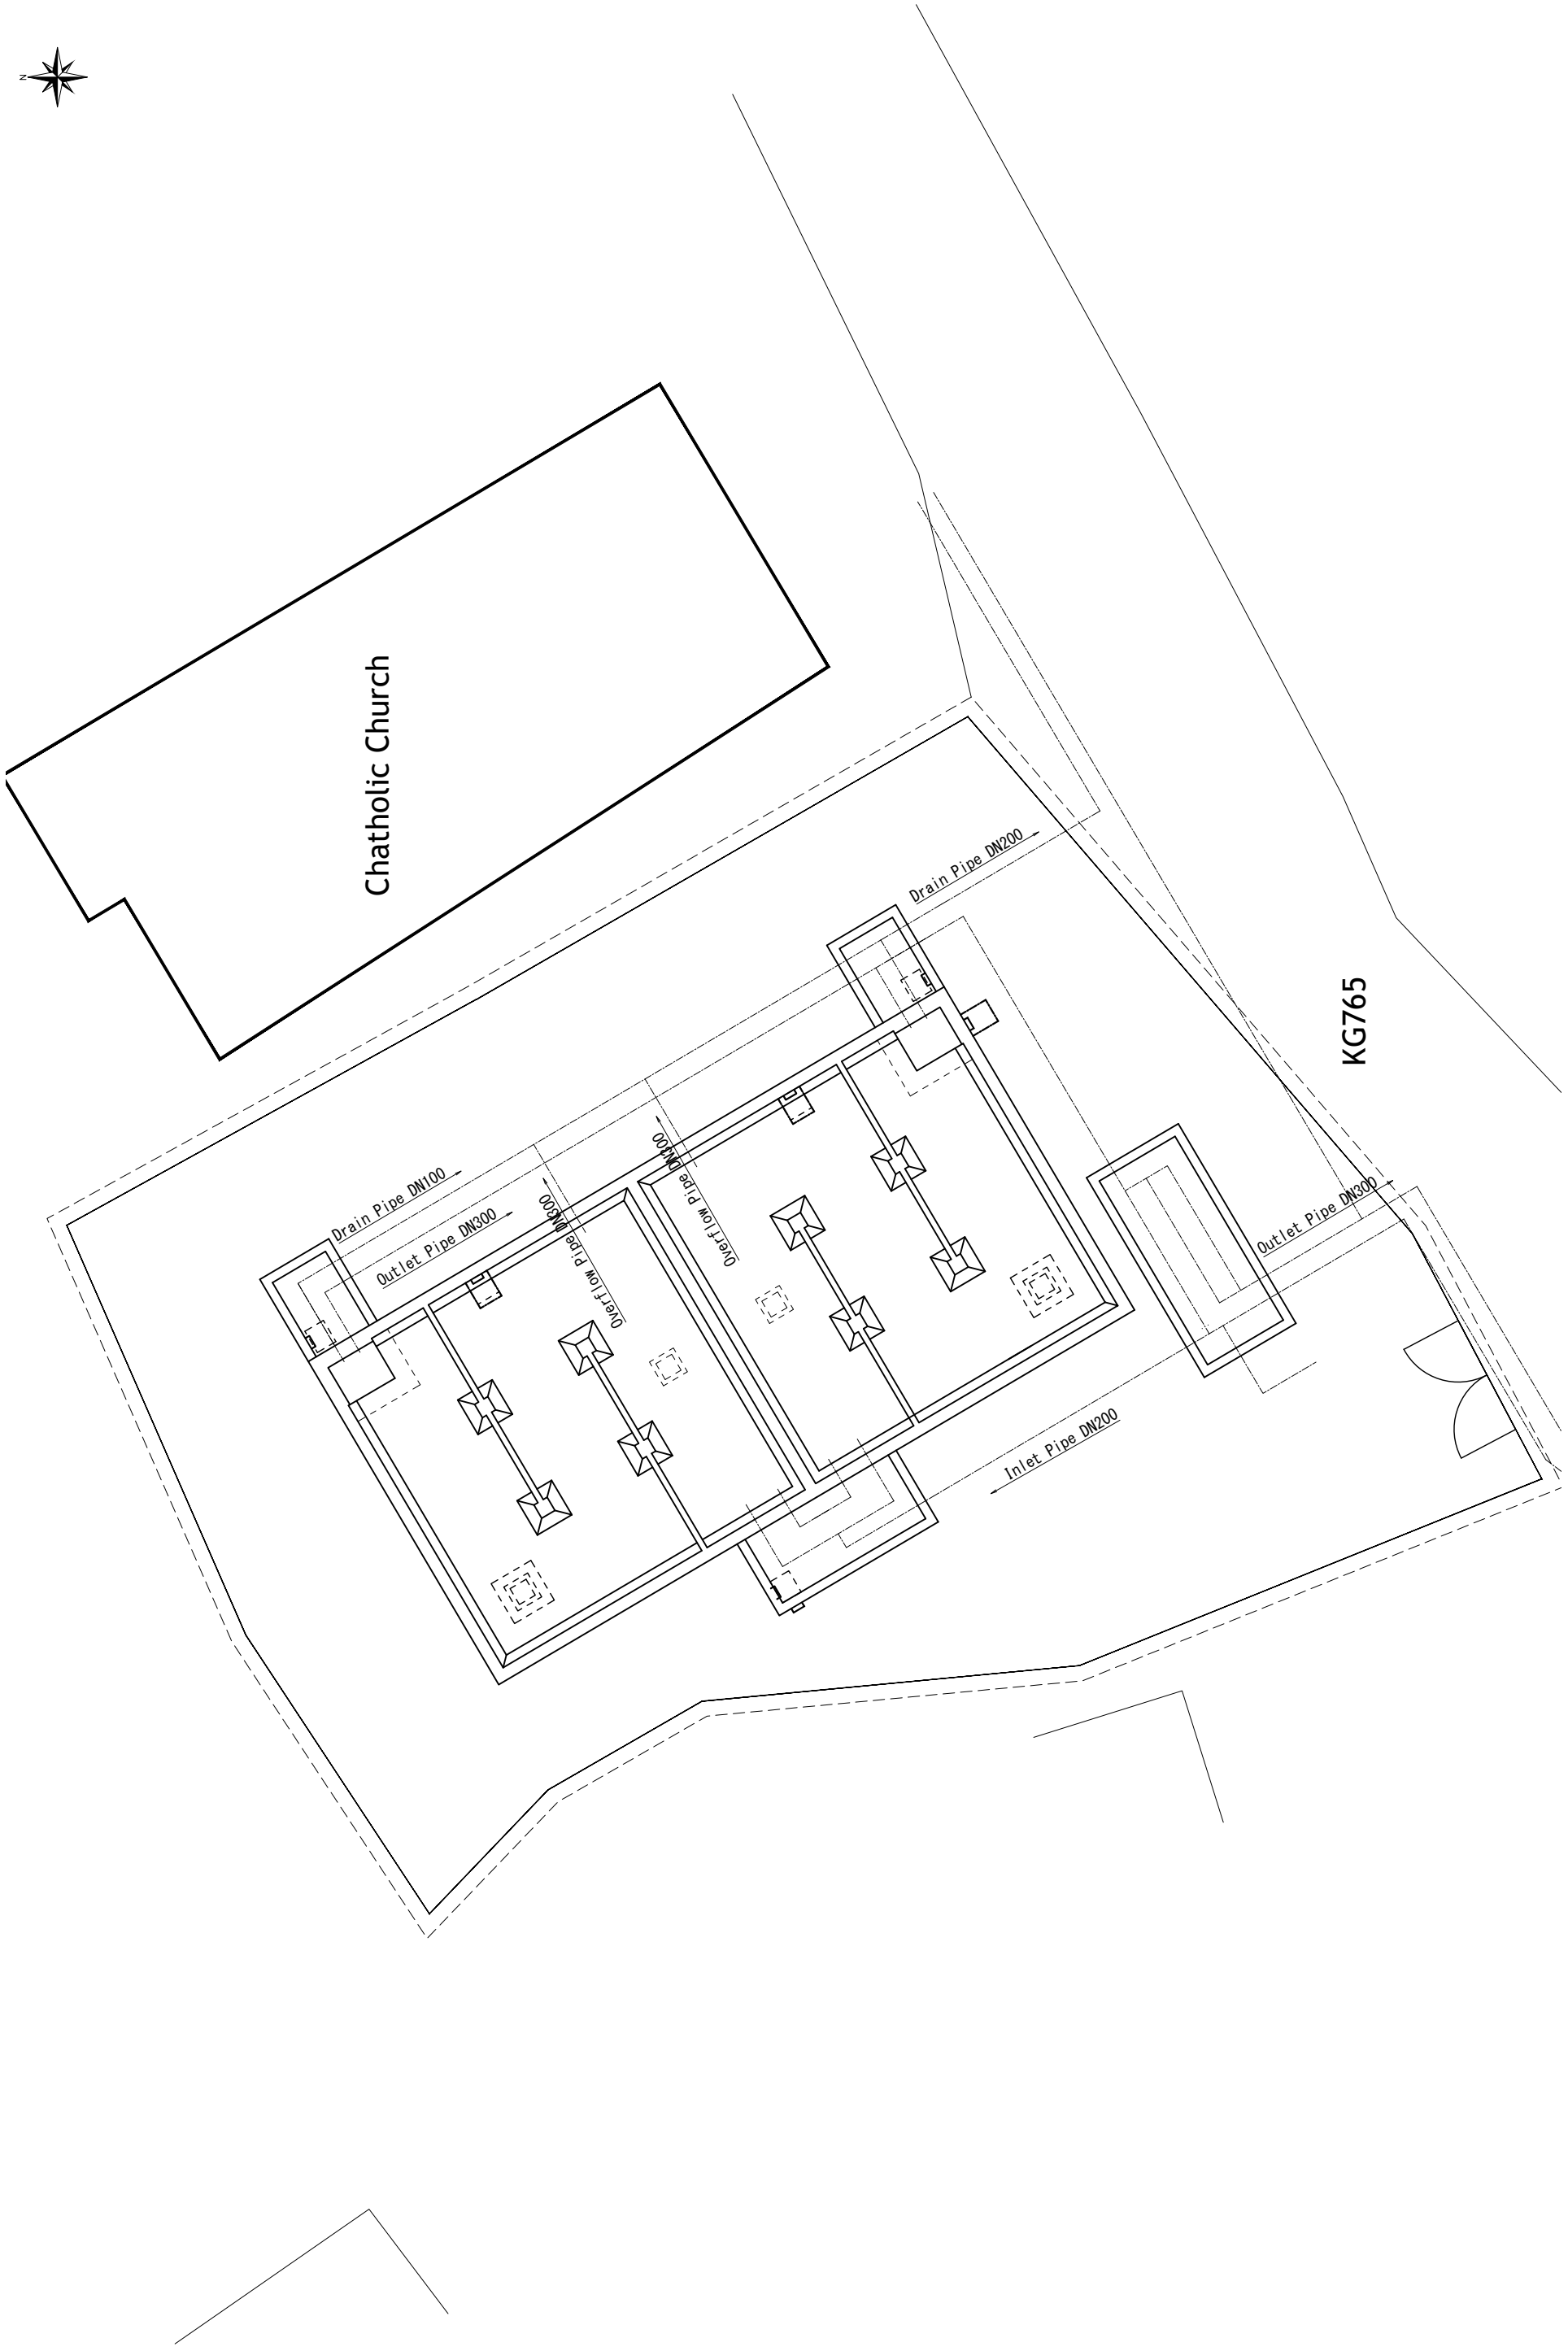 N
Chatholic Church
Drain Pipe DN200
KG765
Drain Pipe DN100
Outlet Pipe DN300
Overflow Pipe DN300
Overflow Pipe DN300
Outlet Pipe DN300
Inlet Pipe DN200